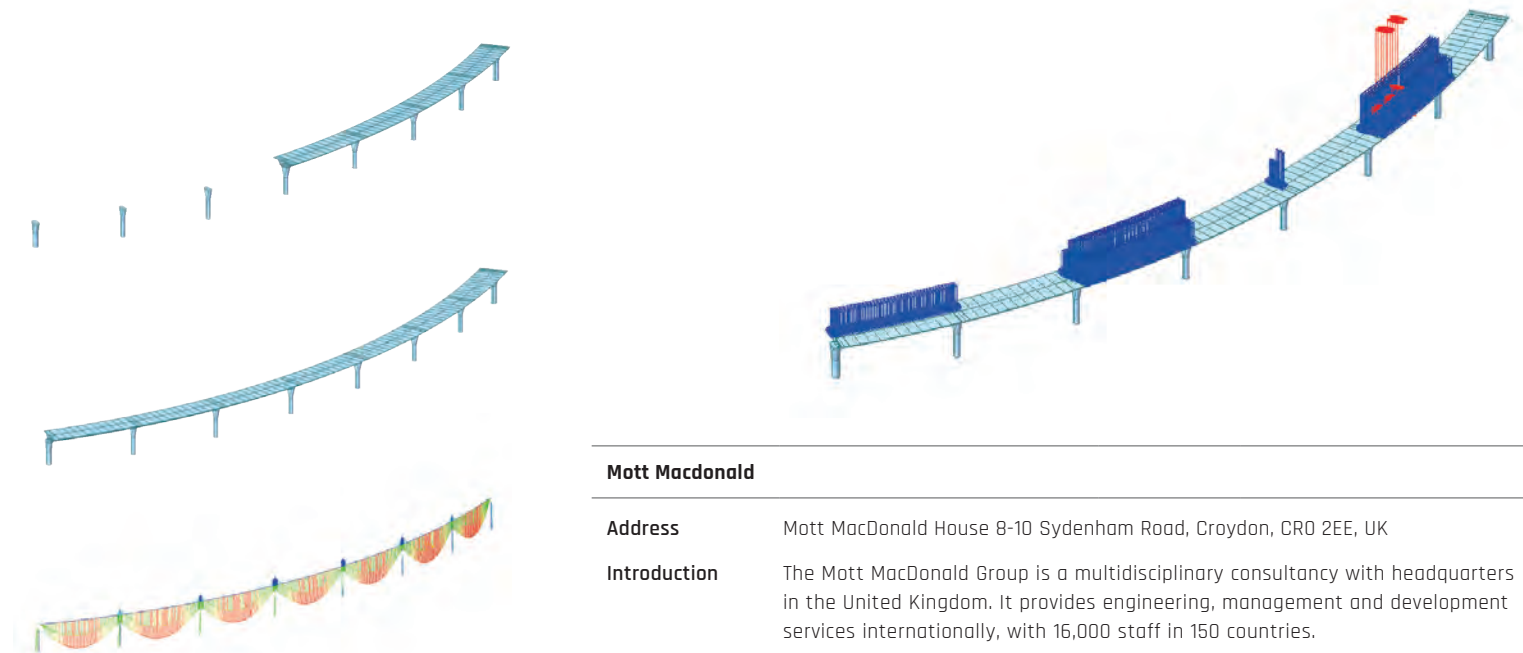 Mott Macdonald
Address
Mott MacDonald House 8-10 Sydenham Road, Croydon, CR0 2EE, UK
Introduction
The Mott MacDonald Group is a multidisciplinary consultancy with headquarters
in the United Kingdom. It provides engineering, management and development
services internationally, with 16,000 staff in 150 countries.